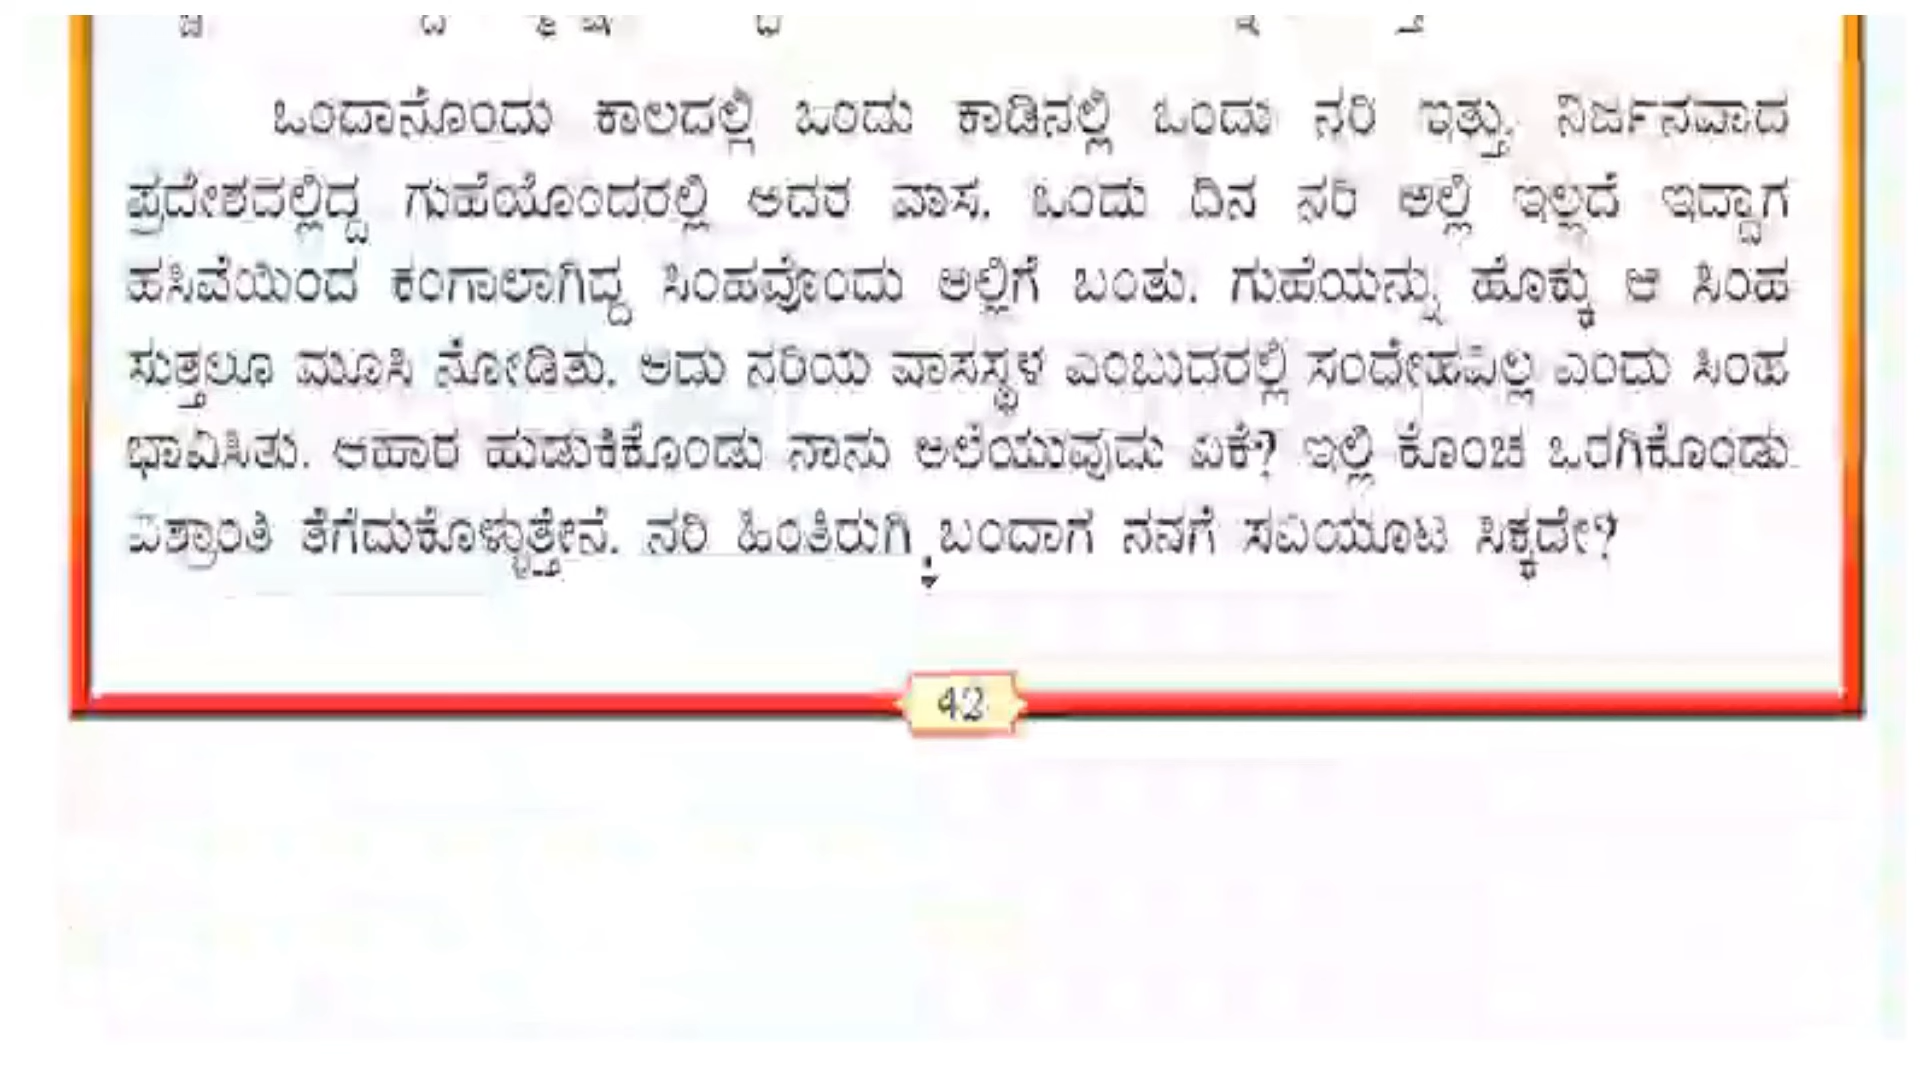 ಒಂದಾನೊಂದು ಕಾಲದಲ್ಲಿ ಒಂದು ಕಾಡಿನಲ್ಲಿ ಒಂದು ನರಿ ಇತ್ತು. ನಿರ್ಜನವಾದ
ಪ್ರದೇಶದಲ್ಲಿದ್ದ ಗುಹೆಯೊಂದರಲ್ಲಿ ಅದರ ವಾಸ. ಒಂದು ದಿನ ನರಿ ಅಲ್ಲಿ ಇಲ್ಲದೆ ಇದ್ದಾಗ
ಹಸಿವೆಯಿಂದ ಕಂಗಾಲಾಗಿದ್ದ ಸಿಂಹವೊಂದು ಅಲ್ಲಿಗೆ ಬಂತು. ಗುಹೆಯನ್ನು ಹೊಕ್ಕು ಆ ಸಿಂಹ
ಸುತ್ತಲೂ ಮೂಸಿ ನೋಡಿತು. ಅದು ನರಿಯ ವಾಸಸ್ಥಳ ಎಂಬುದರಲ್ಲಿ ಸಂದೇಹವಿಲ್ಲ ಎಂದು ಸಿಂಹ
ಭಾವಿಸಿತು. ಆಹಾರ ಹುಡುಕಿಕೊಂಡು ನಾನು ಅಲೆಯುವುದು ಏಕೆ? ಇಲ್ಲಿ ಕೊಂಚ ಒರಗಿಕೊಂಡು
ವಿಶ್ರಾಂತಿ ತೆಗೆದುಕೊಳ್ಳುತ್ತೇನೆ. ನರಿ ಹಿಂತಿರುಗಿ ಬಂದಾಗ ನನಗೆ ಸವಿಯೂಟ ಸಿಕ್ಕದೇ?
42